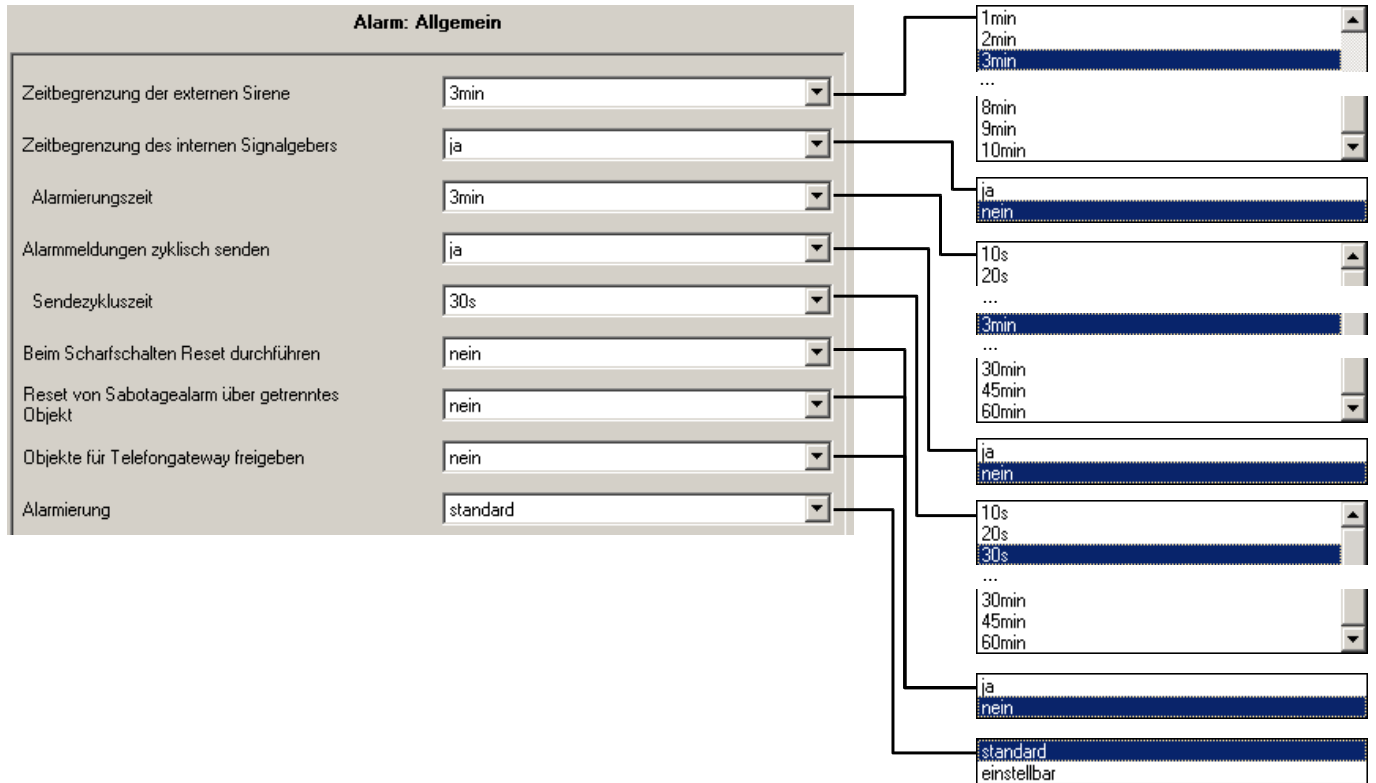 Alarm: Allgemein
Zeitbegrenzung der externen Sirene
3min
Zeitbegrenzung des internen Signalgebers
ja
Alarmierungszeit
3min
Alarmmeldungen zyklisch senden
ja
Sendezykluszeit
30s
Beim Scharfschalten Reset durchführen
nein
Reset von Sabotagealarm über getrenntes
Objekt
nein
Objekte für Telefongateway freigeben
nein
Alarmierung
standard
1min
2min
3min
...
8min
9min
10min
ja
nein
10s
20s
...
3min
...
30min
45min
60min
ja
nein
10s
20s
30s
...
30min
45min
60min
ja
nein
standard
einstellbar